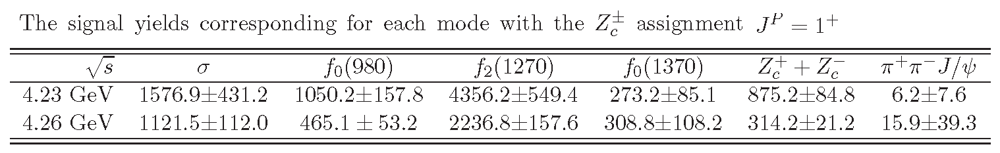 The signal yields corresponding for each mode with the Z_c^± assignment J^P = 1^+
√s σ f_0(980) f_2(1270) f_0(1370) Z_c^+ + Z_c^- π^+π^-J/ψ
4.23 GeV 1576.9±431.2 1050.2±157.8 4356.2±549.4 273.2±85.1 875.2±84.8 6.2±7.6
4.26 GeV 1121.5±112.0 465.1 ± 53.2 2236.8±157.6 308.8±108.2 314.2±21.2 15.9±39.3